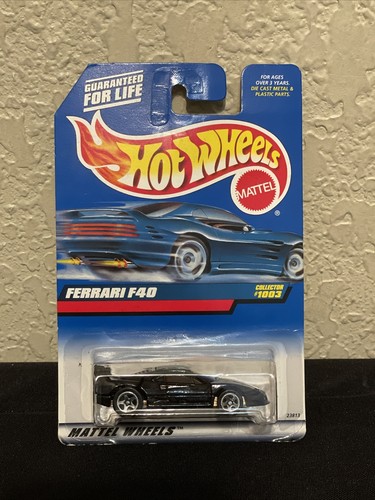 GUARANTEED
FOR LIFE
FOR AGES
OVER 3 YEARS.
DIE CAST METAL &
PLASTIC PARTS.
HOT WHEELS
MATTEL
®
FERRARI F40
COLLECTOR
#1003
23813
MATTEL WHEELS™